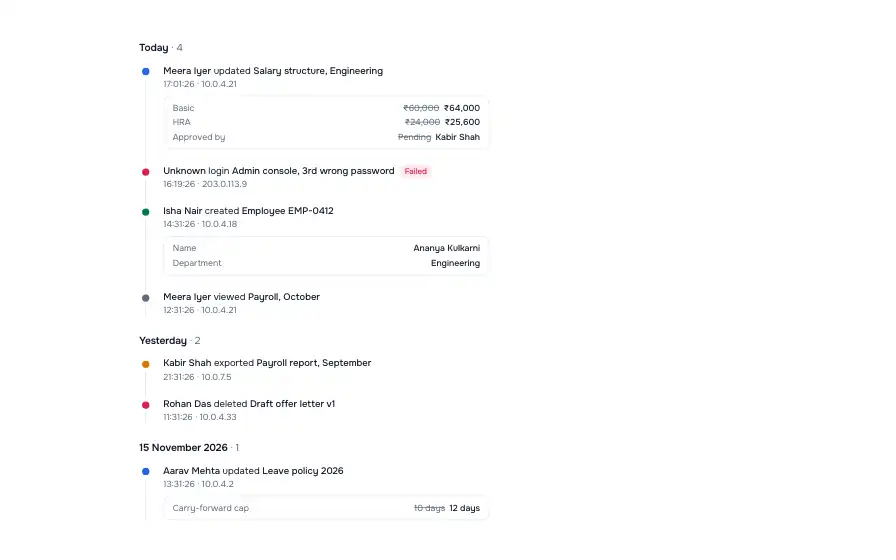 Today · 4
Meera Iyer updated Salary structure, Engineering
17:01:26 · 10.0.4.21
Basic ₹60,000 ₹64,000
HRA ₹24,000 ₹25,600
Approved by Pending Kabir Shah
Unknown login Admin console, 3rd wrong password Failed
16:19:26 · 203.0.113.9
Isha Nair created Employee EMP-0412
14:31:26 · 10.0.4.18
Name Ananya Kulkarni
Department Engineering
Meera Iyer viewed Payroll, October
12:31:26 · 10.0.4.21
Yesterday · 2
Kabir Shah exported Payroll report, September
21:31:26 · 10.0.7.5
Rohan Das deleted Draft offer letter v1
11:31:26 · 10.0.4.33
15 November 2026 · 1
Aarav Mehta updated Leave policy 2026
13:31:26 · 10.0.4.2
Carry-forward cap 10 days 12 days